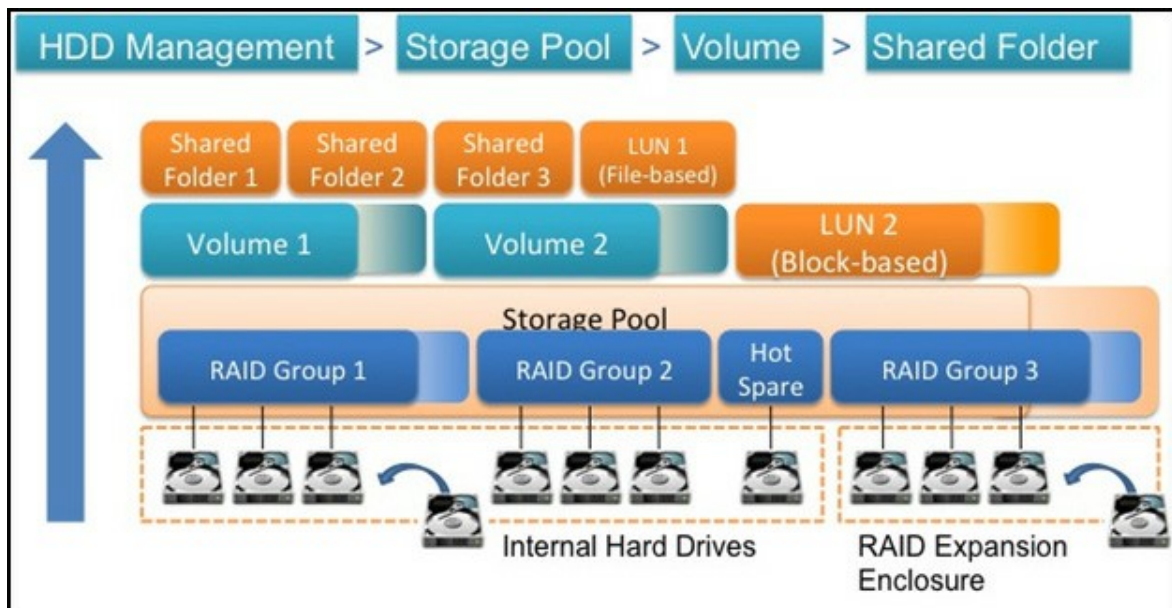 HDD Management > Storage Pool > Volume > Shared Folder
Shared
Folder 1
Shared
Folder 2
Shared
Folder 3
LUN 1
(File-based)
Volume 1
Volume 2
LUN 2
(Block-based)
Storage Pool
RAID Group 1
RAID Group 2
Hot
Spare
RAID Group 3
Internal Hard Drives
RAID Expansion
Enclosure